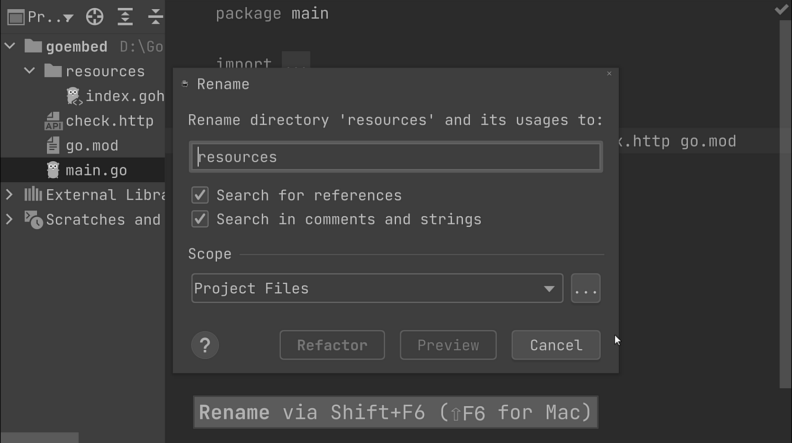 Pr..
package main
goembed D:\Go
import ...
resources
Rename
index.goh
Rename directory 'resources' and its usages to:
check.http
x.http go.mod
go.mod
resources
main.go
External Libra
Search for references
Scratches and
Search in comments and strings
Scope
Project Files
...
? Refactor Preview Cancel
Rename via Shift+F6 (⇧F6 for Mac)